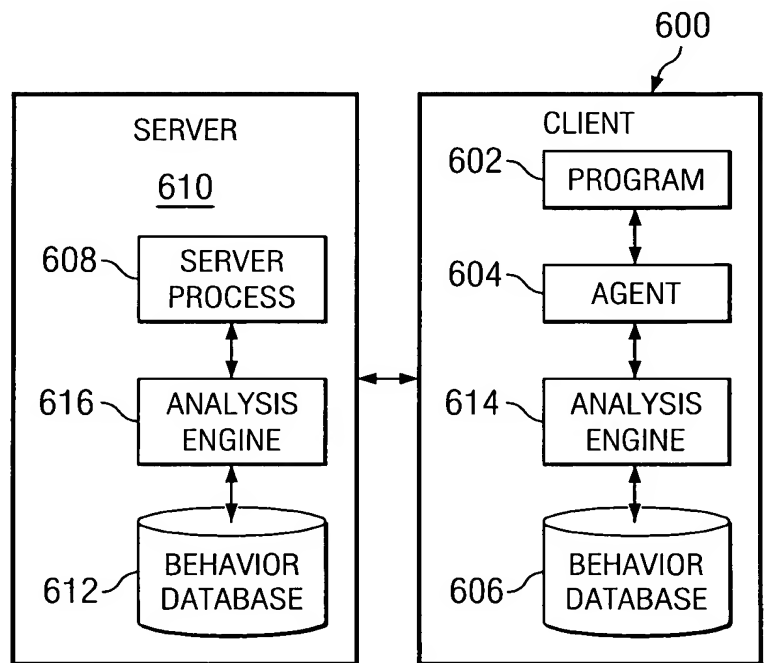 600
SERVER
610
608
SERVER
PROCESS
616
ANALYSIS
ENGINE
612
BEHAVIOR
DATABASE
CLIENT
602
PROGRAM
604
AGENT
614
ANALYSIS
ENGINE
606
BEHAVIOR
DATABASE